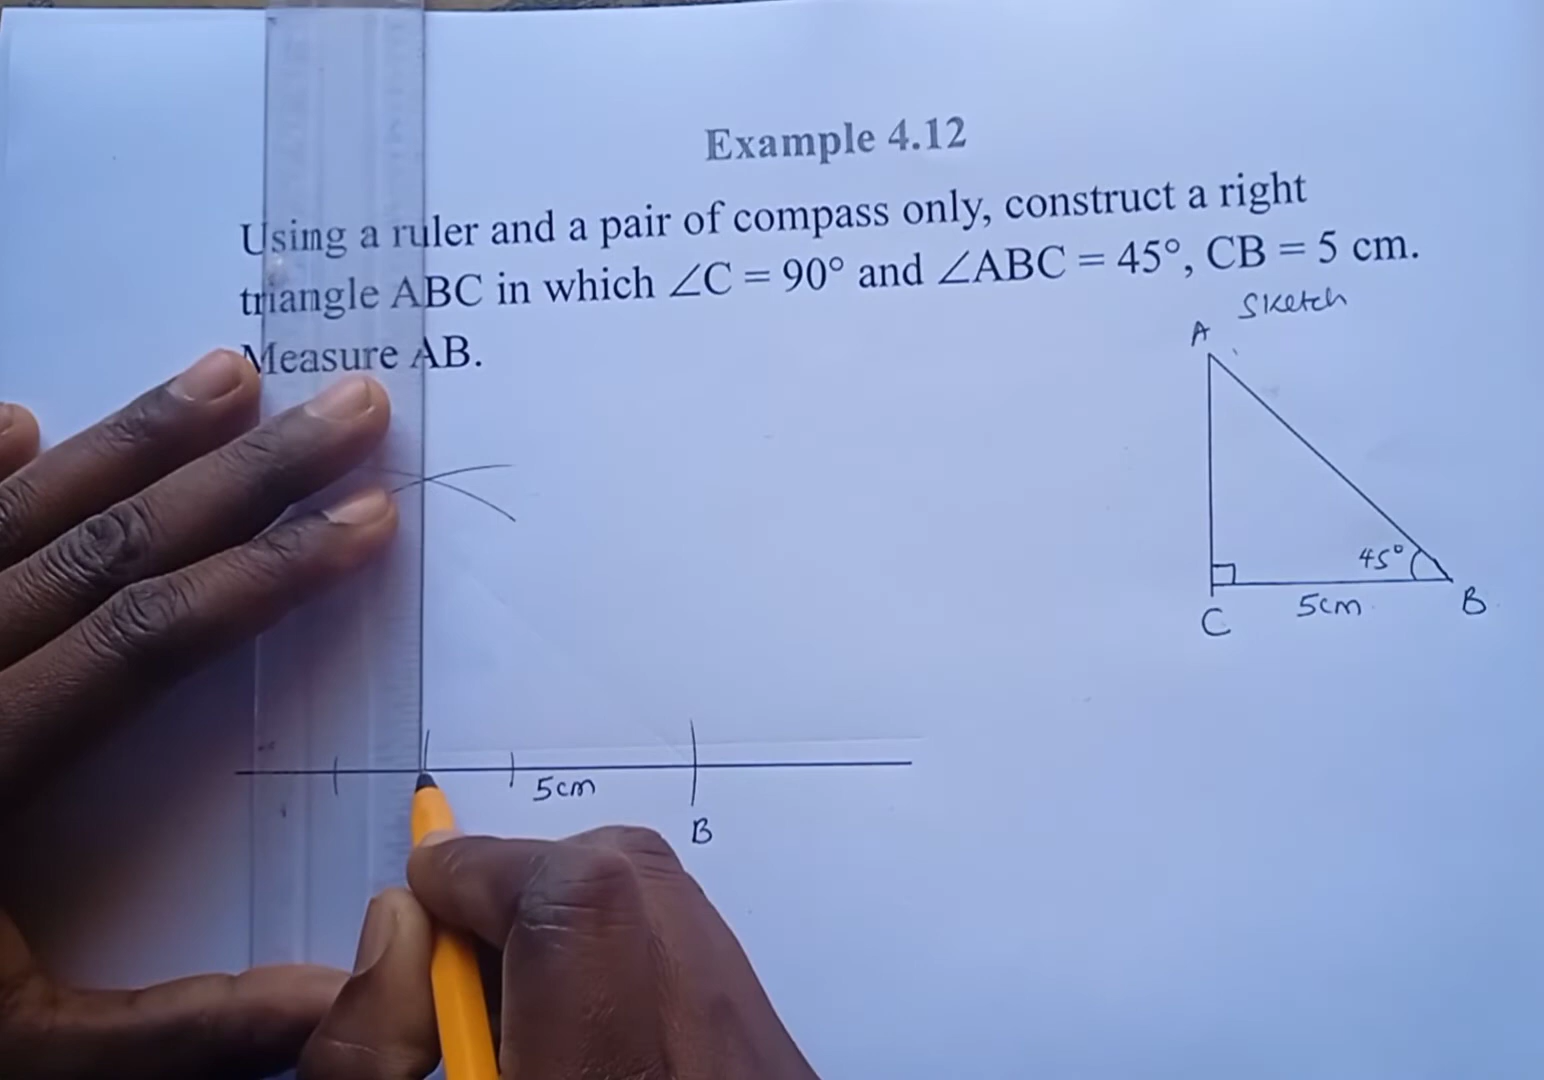 Example 4.12
Using a ruler and a pair of compass only, construct a right
triangle ABC in which ∠C = 90° and ∠ABC = 45°, CB = 5 cm.
Measure AB.
Sketch
A
45°
C
5cm
B
5cm
B